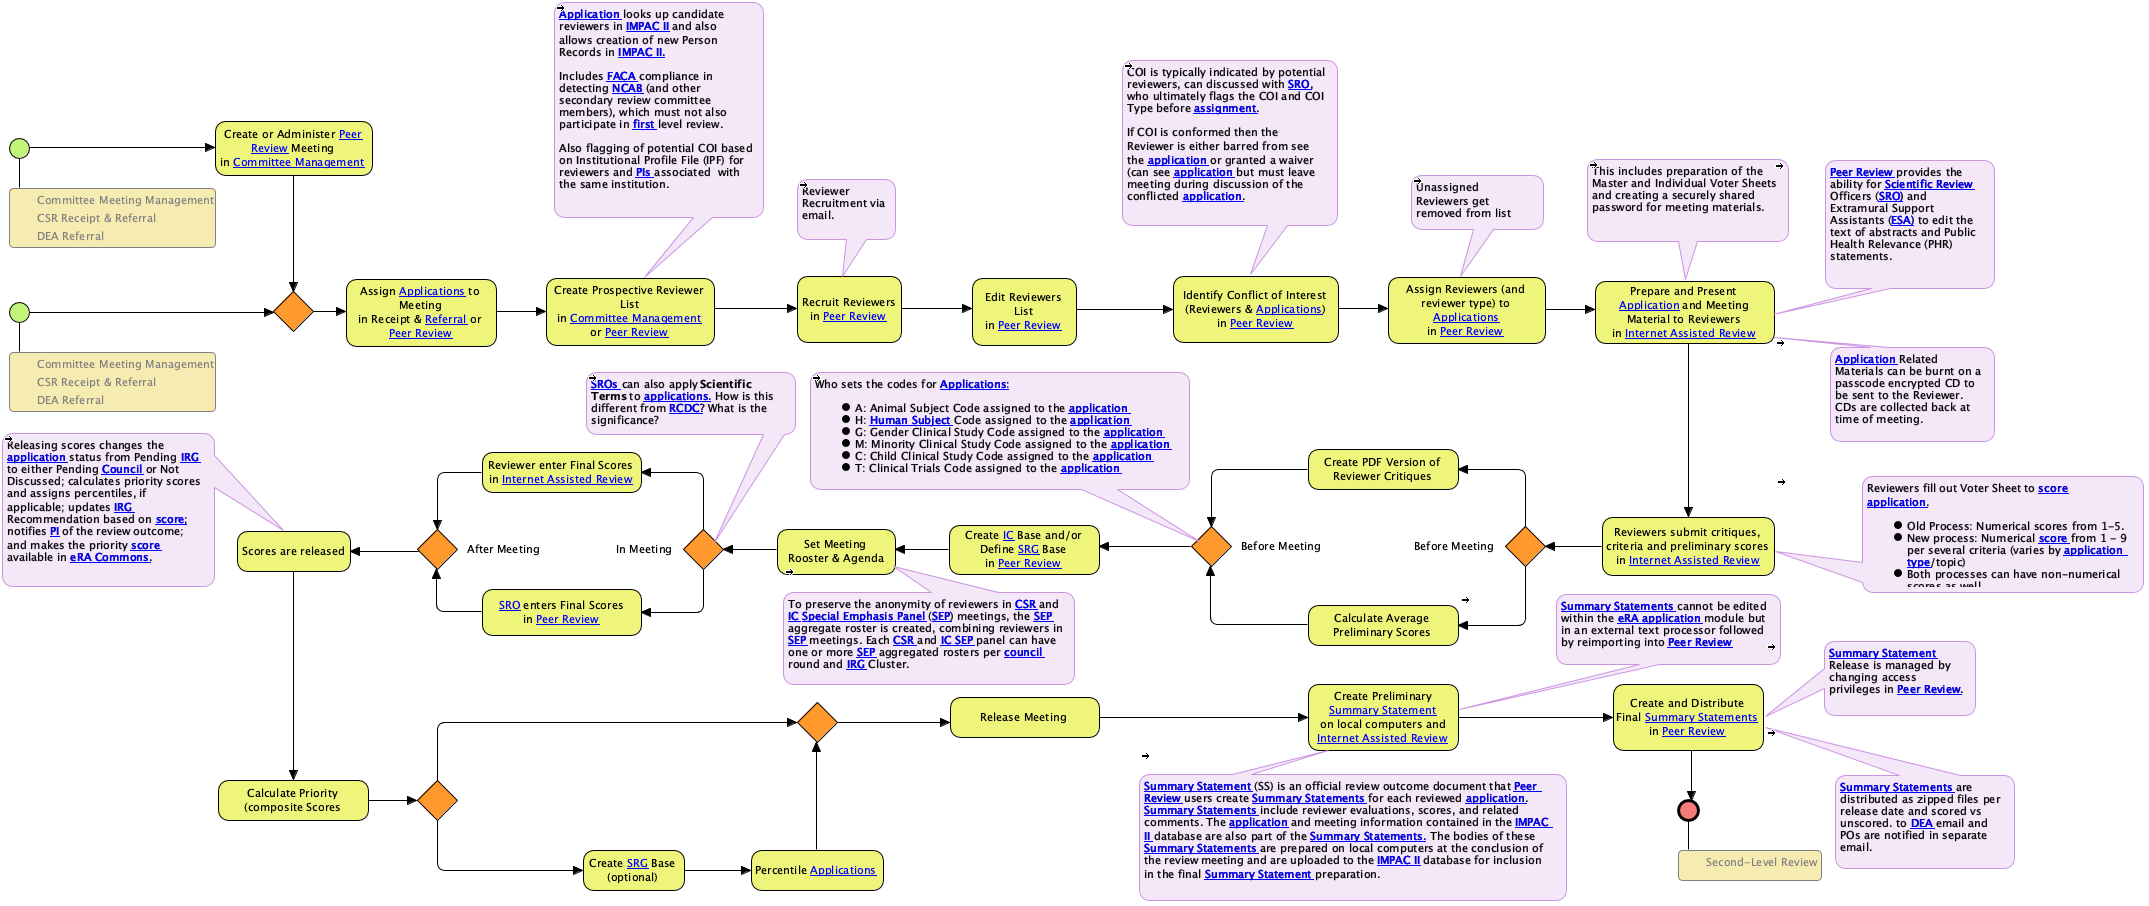 Application looks up candidate
reviewers in IMPAC II and also
allows creation of new Person
Records in IMPAC II.
Includes FACA compliance in
detecting NCAB (and other
secondary review committee
members), which must not also
participate in first level review.
Also flagging of potential COI based
on Institutional Profile File (IPF) for
reviewers and PIs associated with
the same institution.
COI is typically indicated by potential
reviewers, can discussed with SRO,
who ultimately flags the COI and COI
Type before assignment.
If COI is conformed then the
Reviewer is either barred from see
the application or granted a waiver
(can see application but must leave
meeting during discussion of the
conflicted application.
Create or Administer Peer
Review Meeting
in Committee Management
Committee Meeting Management
CSR Receipt & Referral
DEA Referral
Reviewer
Recruitment via
email.
Unassigned
Reviewers get
removed from list
This includes preparation of the
Master and Individual Voter Sheets
and creating a securely shared
password for meeting materials.
Peer Review provides the
ability for Scientific Review
Officers (SRO) and
Extramural Support
Assistants (ESA) to edit the
text of abstracts and Public
Health Relevance (PHR)
statements.
Assign Applications to
Meeting
in Receipt & Referral or
Peer Review
Create Prospective Reviewer
List
in Committee Management
or Peer Review
Recruit Reviewers
in Peer Review
Edit Reviewers
List
in Peer Review
Identify Conflict of Interest
(Reviewers & Applications)
in Peer Review
Assign Reviewers (and
reviewer type) to
Applications
in Peer Review
Prepare and Present
Application and Meeting
Material to Reviewers
in Internet Assisted Review
Committee Meeting Management
CSR Receipt & Referral
DEA Referral
Application Related
Materials can be burnt on a
passcode encrypted CD to
be sent to the Reviewer.
CDs are collected back at
time of meeting.
SROs can also apply Scientific
Terms to applications. How is this
different from RCDC? What is the
significance?
Who sets the codes for Applications:
● A: Animal Subject Code assigned to the application
● H: Human Subject Code assigned to the application
● G: Gender Clinical Study Code assigned to the application
● M: Minority Clinical Study Code assigned to the application
● C: Child Clinical Study Code assigned to the application
● T: Clinical Trials Code assigned to the application
Releasing scores changes the
application status from Pending IRG
to either Pending Council or Not
Discussed; calculates priority scores
and assigns percentiles, if
applicable; updates IRG
Recommendation based on score;
notifies PI of the review outcome;
and makes the priority score
available in eRA Commons.
Reviewer enter Final Scores
in Internet Assisted Review
Create PDF Version of
Reviewer Critiques
Reviewers fill out Voter Sheet to score
application.
● Old Process: Numerical scores from 1-5.
● New process: Numerical score from 1 - 9
per several criteria (varies by application
type/topic)
● Both processes can have non-numerical
scores as well
Scores are released
After Meeting
In Meeting
Set Meeting
Rooster & Agenda
Create IC Base and/or
Define SRG Base
in Peer Review
Before Meeting
Before Meeting
Reviewers submit critiques,
criteria and preliminary scores
in Internet Assisted Review
SRO enters Final Scores
in Peer Review
To preserve the anonymity of reviewers in CSR and
IC Special Emphasis Panel (SEP) meetings, the SEP
aggregate roster is created, combining reviewers in
SEP meetings. Each CSR and IC SEP panel can have
one or more SEP aggregated rosters per council
round and IRG Cluster.
Calculate Average
Preliminary Scores
Summary Statements cannot be edited
within the eRA application module but
in an external text processor followed
by reimporting into Peer Review
Summary Statement
Release is managed by
changing access
privileges in Peer Review.
Release Meeting
Create Preliminary
Summary Statement
on local computers and
Internet Assisted Review
Create and Distribute
Final Summary Statements
in Peer Review
Calculate Priority
(composite Scores
Summary Statement (SS) is an official review outcome document that Peer
Review users create Summary Statements for each reviewed application.
Summary Statements include reviewer evaluations, scores, and related
comments. The application and meeting information contained in the IMPAC
II database are also part of the Summary Statements. The bodies of these
Summary Statements are prepared on local computers at the conclusion of
the review meeting and are uploaded to the IMPAC II database for inclusion
in the final Summary Statement preparation.
Summary Statements are
distributed as zipped files per
release date and scored vs
unscored. to DEA email and
POs are notified in separate
email.
Create SRG Base
(optional)
Percentile Applications
Second-Level Review